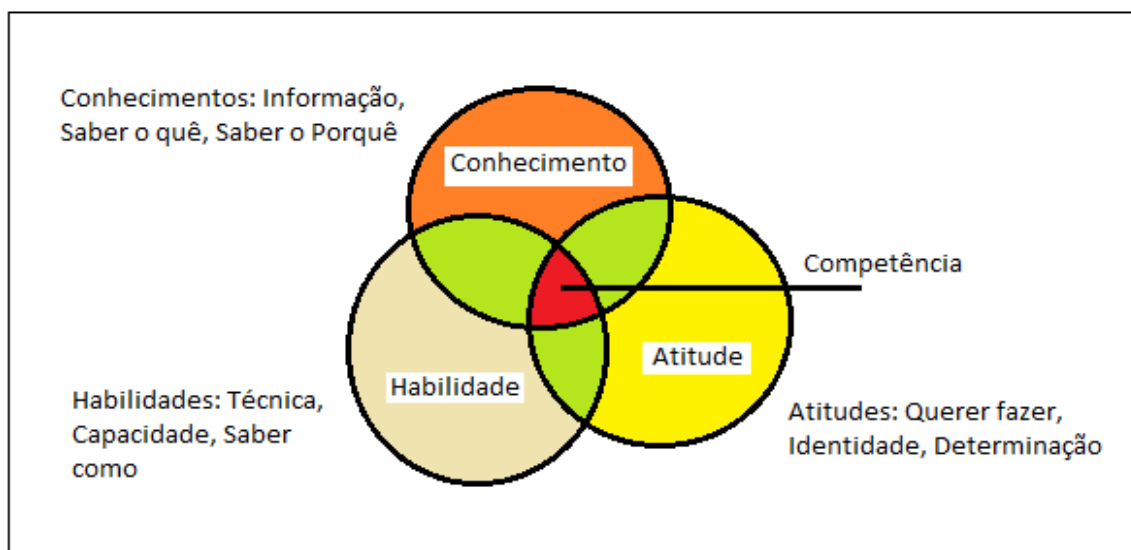 Conhecimentos: Informação,
Saber o quê, Saber o Porquê
Conhecimento
Competência
Atitude
Habilidade
Habilidades: Técnica,
Capacidade, Saber
como
Atitudes: Querer fazer,
Identidade, Determinação